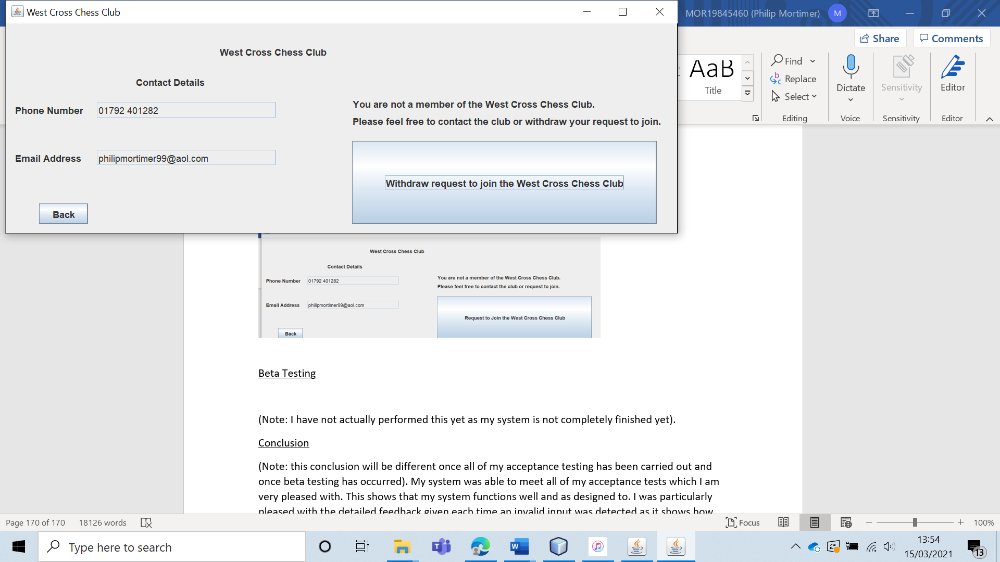 West Cross Chess Club
MOR19845460 (Philip Mortimer)
M
Share
Comments
West Cross Chess Club
Contact Details
Phone Number
01792 401282
Email Address
philipmortimer99@aol.com
Back
You are not a member of the West Cross Chess Club.
Please feel free to contact the club or withdraw your request to join.
Withdraw request to join the West Cross Chess Club
AaB
Title
Find
Replace
Select
Editing
Dictate
Voice
Sensitivity
Sensitivity
Editor
Editor
West Cross Chess Club
Contact Details
Phone Number
01792 401282
Email Address
philipmortimer99@aol.com
Back
You are not a member of the West Cross Chess Club.
Please feel free to contact the club or request to join.
Request to Join the West Cross Chess Club
Beta Testing
(Note: I have not actually performed this yet as my system is not completely finished yet).
Conclusion
(Note: this conclusion will be different once all of my acceptance testing has been carried out and
once beta testing has occurred). My system was able to meet all of my acceptance tests which I am
very pleased with. This shows that my system functions well and as designed to. I was particularly
pleased with the detailed feedback given each time an invalid input was detected as it shows how
Page 170 of 170
18126 words
Focus
100%
Type here to search
13:54
15/03/2021
13